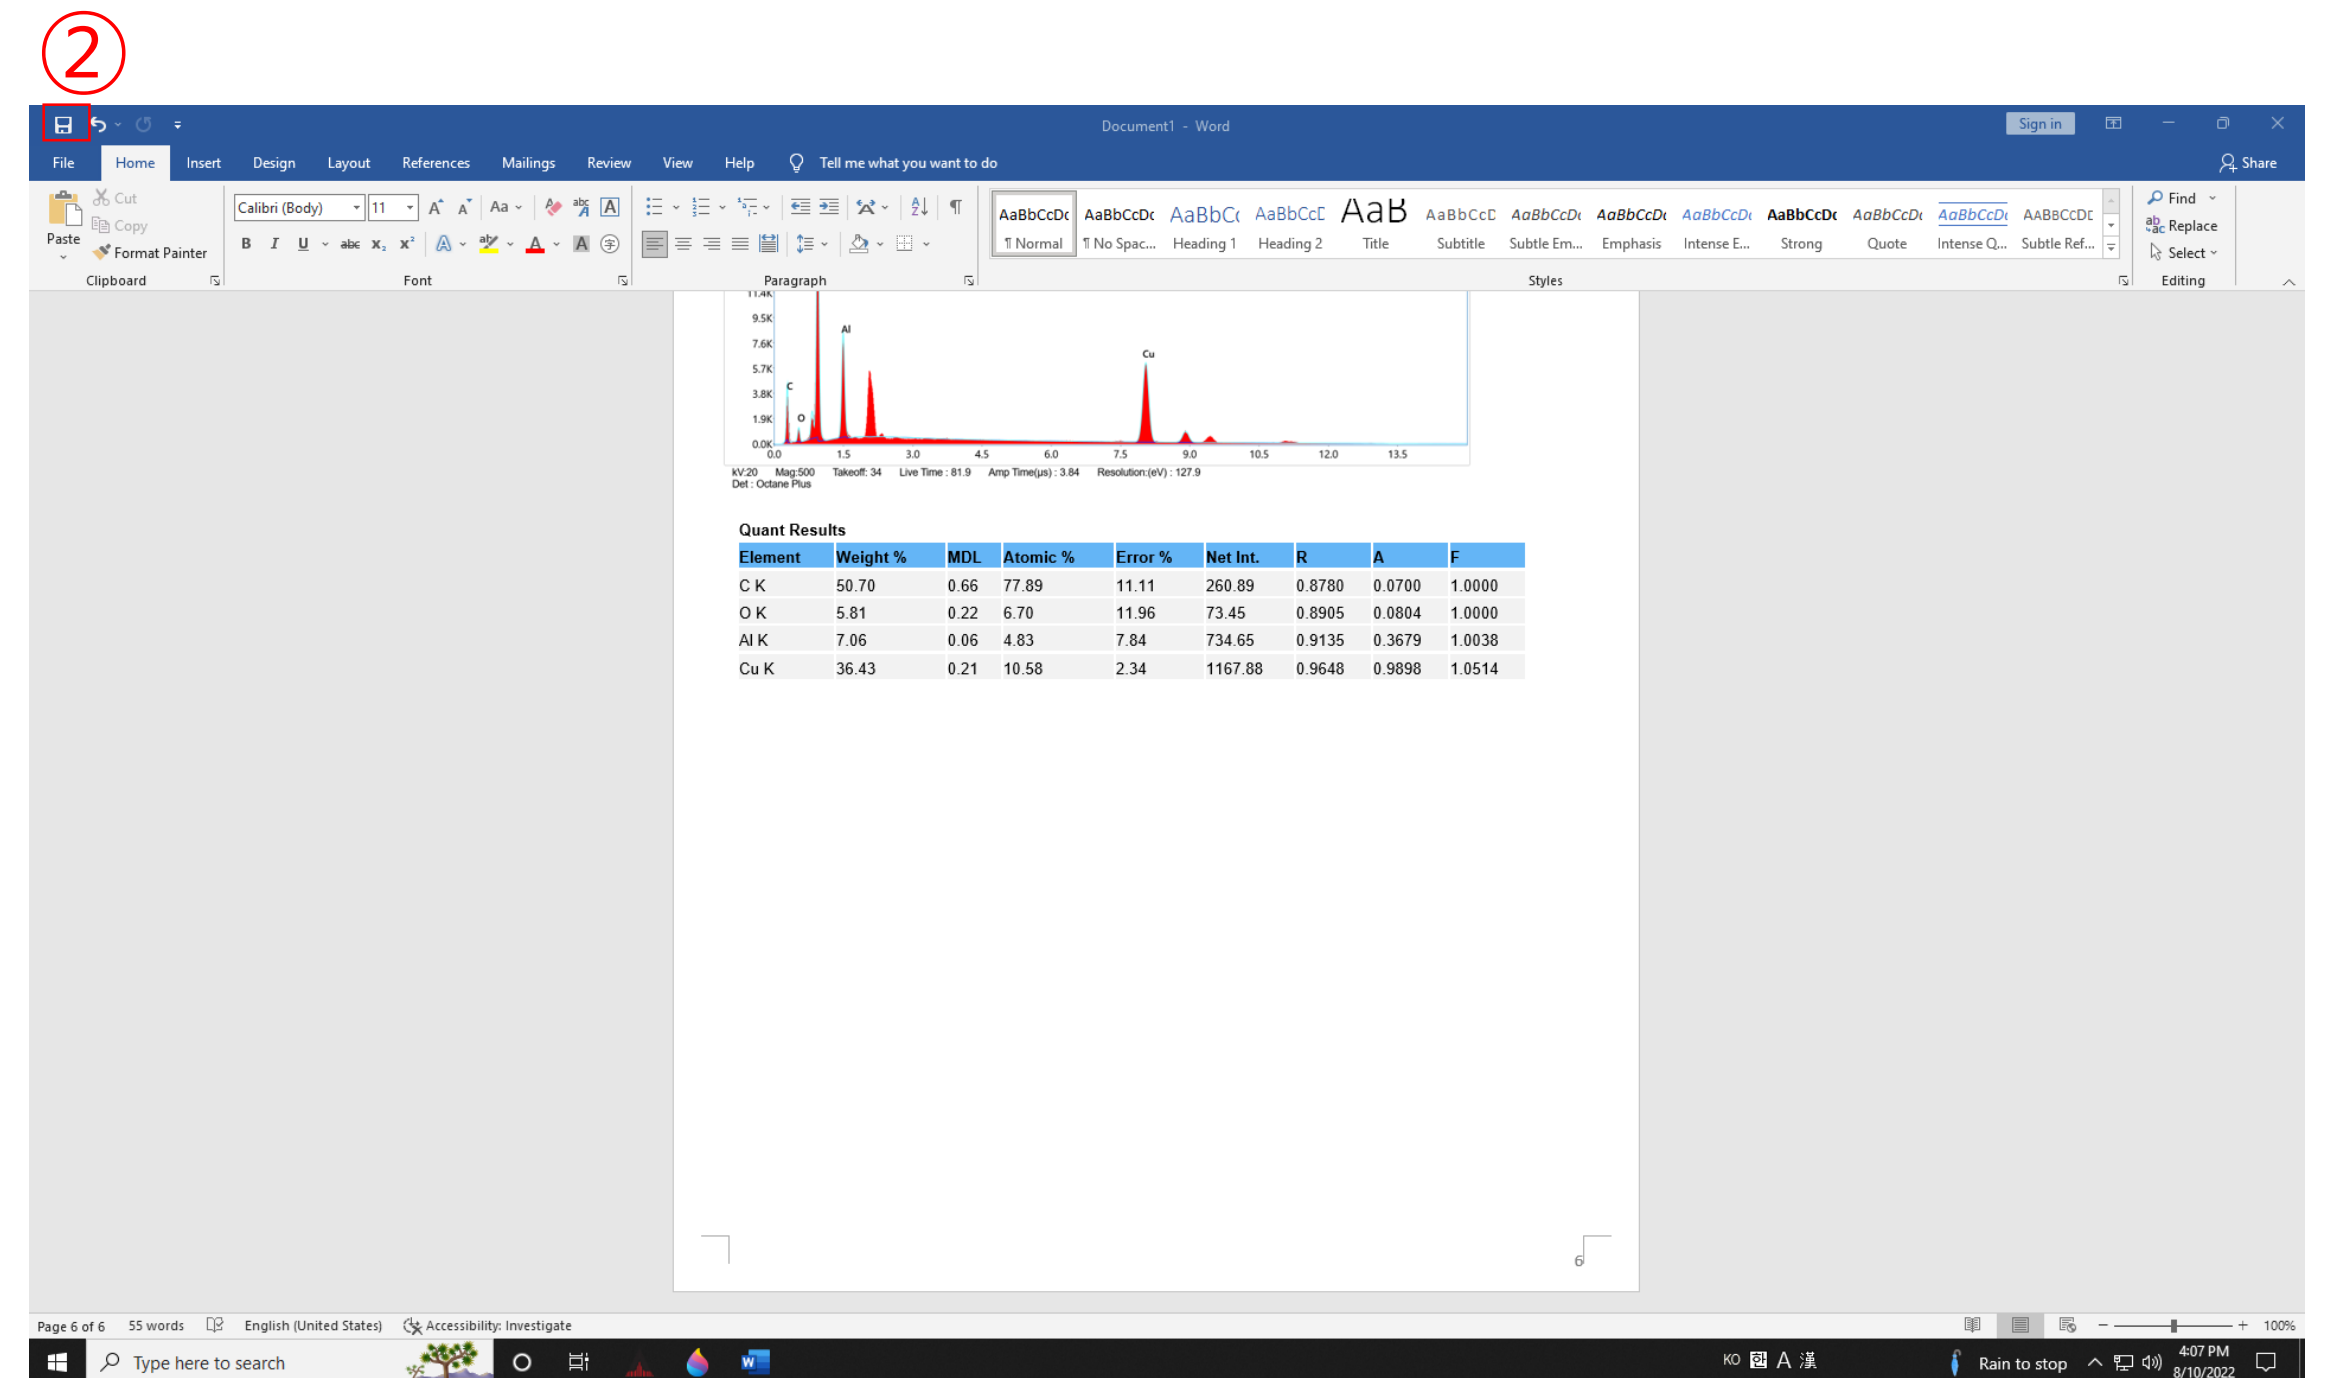 ②
Document1 - Word
Sign in
File Home Insert Design Layout References Mailings Review View Help Tell me what you want to do Share
Paste
Cut
Copy
Format Painter
Clipboard
Calibri (Body) 11
Font
Paragraph
AaBbCcDc AaBbCcDc AaBbC( AaBbCcD AaB AaBbCcD AaBbCcDc AaBbCcDc AaBbCcDc AaBbCcDc AaBbCcDc AaBbCcDc AABBCCDE
¶ Normal ¶ No Spac... Heading 1 Heading 2 Title Subtitle Subtle Em... Emphasis Intense E... Strong Quote Intense Q... Subtle Ref...
Styles
Find
Replace
Select
Editing
11.4K
9.5K
7.6K
5.7K
3.8K
1.9K
0.0K
C
O
Al
Cu
0.0 1.5 3.0 4.5 6.0 7.5 9.0 10.5 12.0 13.5
kV:20 Mag:500 Takeoff: 34 Live Time : 81.9 Amp Time(µs) : 3.84 Resolution:(eV) : 127.9
Det : Octane Plus
Quant Results
Element Weight % MDL Atomic % Error % Net Int. R A F
C K 50.70 0.66 77.89 11.11 260.89 0.8780 0.0700 1.0000
O K 5.81 0.22 6.70 11.96 73.45 0.8905 0.0804 1.0000
Al K 7.06 0.06 4.83 7.84 734.65 0.9135 0.3679 1.0038
Cu K 36.43 0.21 10.58 2.34 1167.88 0.9648 0.9898 1.0514
6
Page 6 of 6 55 words English (United States) Accessibility: Investigate 100%
Type here to search
KO A 漢
Rain to stop
4:07 PM
8/10/2022